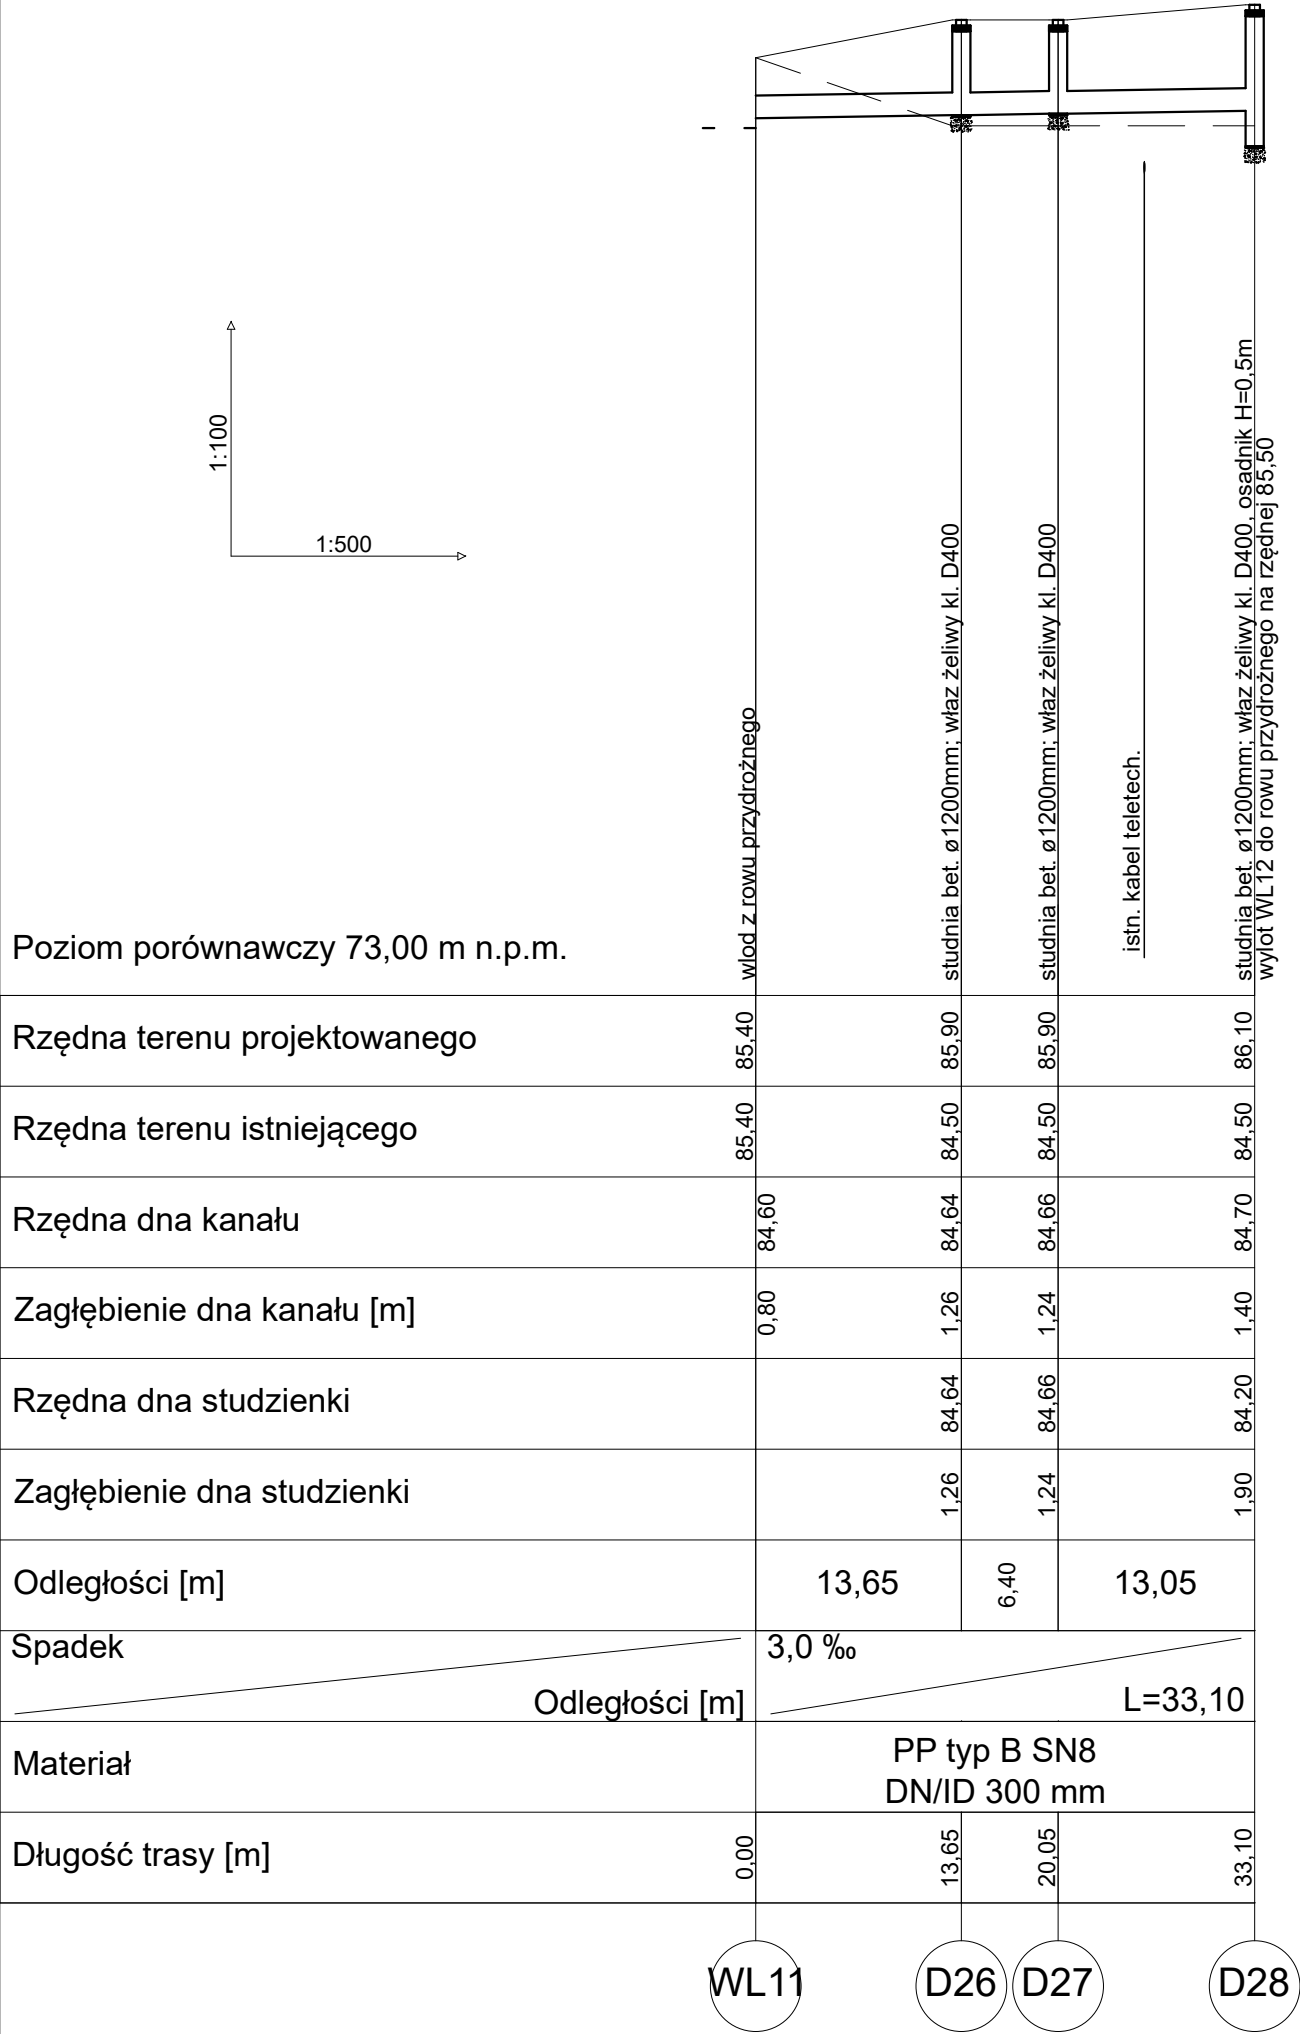 1:100
1:500
wlod z rowu przydrożnego
studnia bet. ø1200mm; właz żeliwy kl. D400
studnia bet. ø1200mm; właz żeliwy kl. D400
istn. kabel teletech.
studnia bet. ø1200mm; właz żeliwy kl. D400, osadnik H=0,5m
wylot WL12 do rowu przydrożnego na rzędnej 85,50
Poziom porównawczy 73,00 m n.p.m.
Rzędna terenu projektowanego 85,40 85,90 85,90 86,10
Rzędna terenu istniejącego 85,40 84,50 84,50 84,50
Rzędna dna kanału 84,60 84,64 84,66 84,70
Zagłębienie dna kanału [m] 0,80 1,26 1,24 1,40
Rzędna dna studzienki 84,64 84,66 84,20
Zagłębienie dna studzienki 1,26 1,24 1,90
Odległości [m] 13,65 6,40 13,05
Spadek 3,0 ‰
Odległości [m] L=33,10
Materiał PP typ B SN8
DN/ID 300 mm
Długość trasy [m] 0,00 13,65 20,05 33,10
WL11 D26 D27 D28